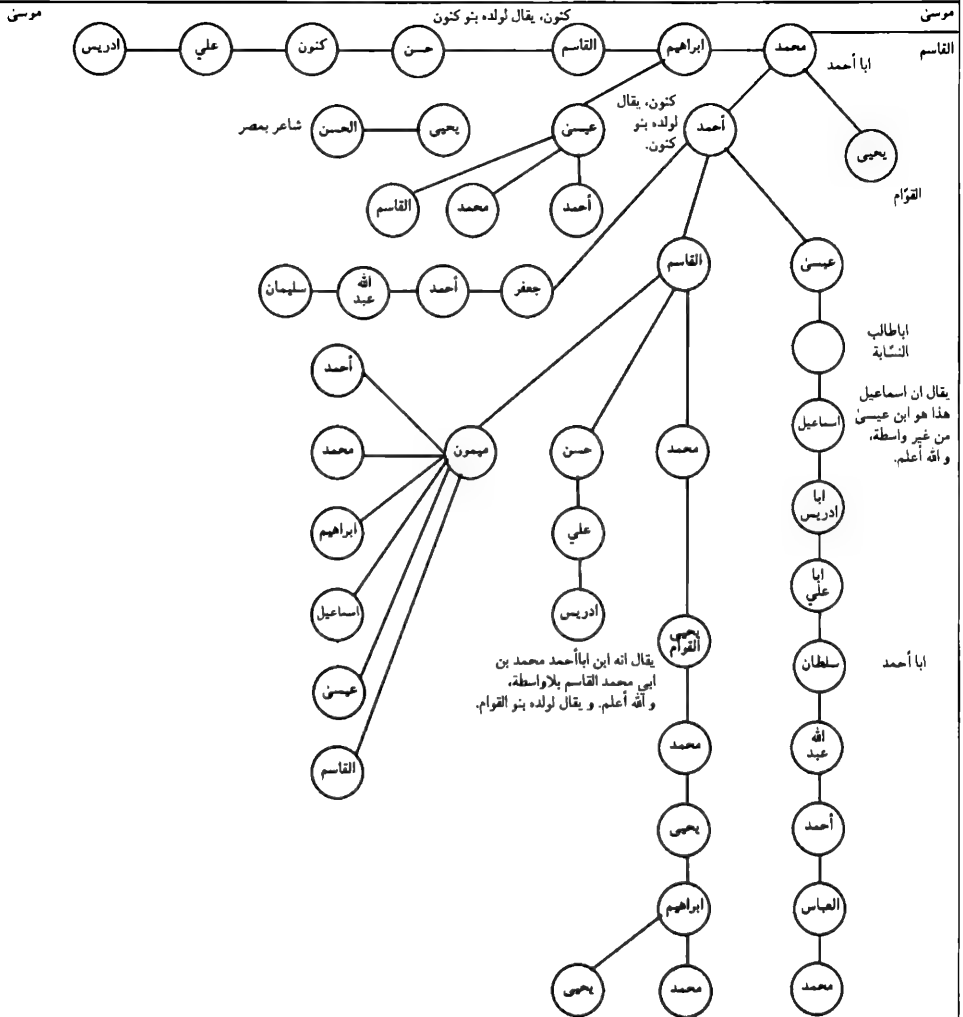 موسىٰ
كنون، يقال لولده بنو كنون
موسىٰ
القاسم
محمد
ابراهيم
القاسم
حسن
كنون
علي
ادريس
ابا أحمد
كنون، يقال
لولده بنو
كنون.
أحمد
عيسىٰ
يحيى
الحسن
شاعر بمصر
يحيى
القوّام
أحمد
محمد
القاسم
عيسىٰ
القاسم
جعفر
أحمد
الله
عبد
سليمان
اباطالب
النسّابة
يقال ان اسماعيل
هذا هو ابن عيسىٰ
من غير واسطة،
و الله أعلم.
اسماعيل
أحمد
محمد
حسن
ميمون
محمد
ابا
ادريس
علي
ابراهيم
ابا
علي
ادريس
اسماعيل
يحيى
القوام
سلطان
ابا أحمد
يقال انه ابن اباأحمد محمد بن
ابي محمد القاسم بلاواسطة،
و الله أعلم. و يقال لولده بنو القوام.
عيسىٰ
محمد
الله
عبد
القاسم
يحيى
أحمد
ابراهيم
العباس
يحيى
محمد
محمد